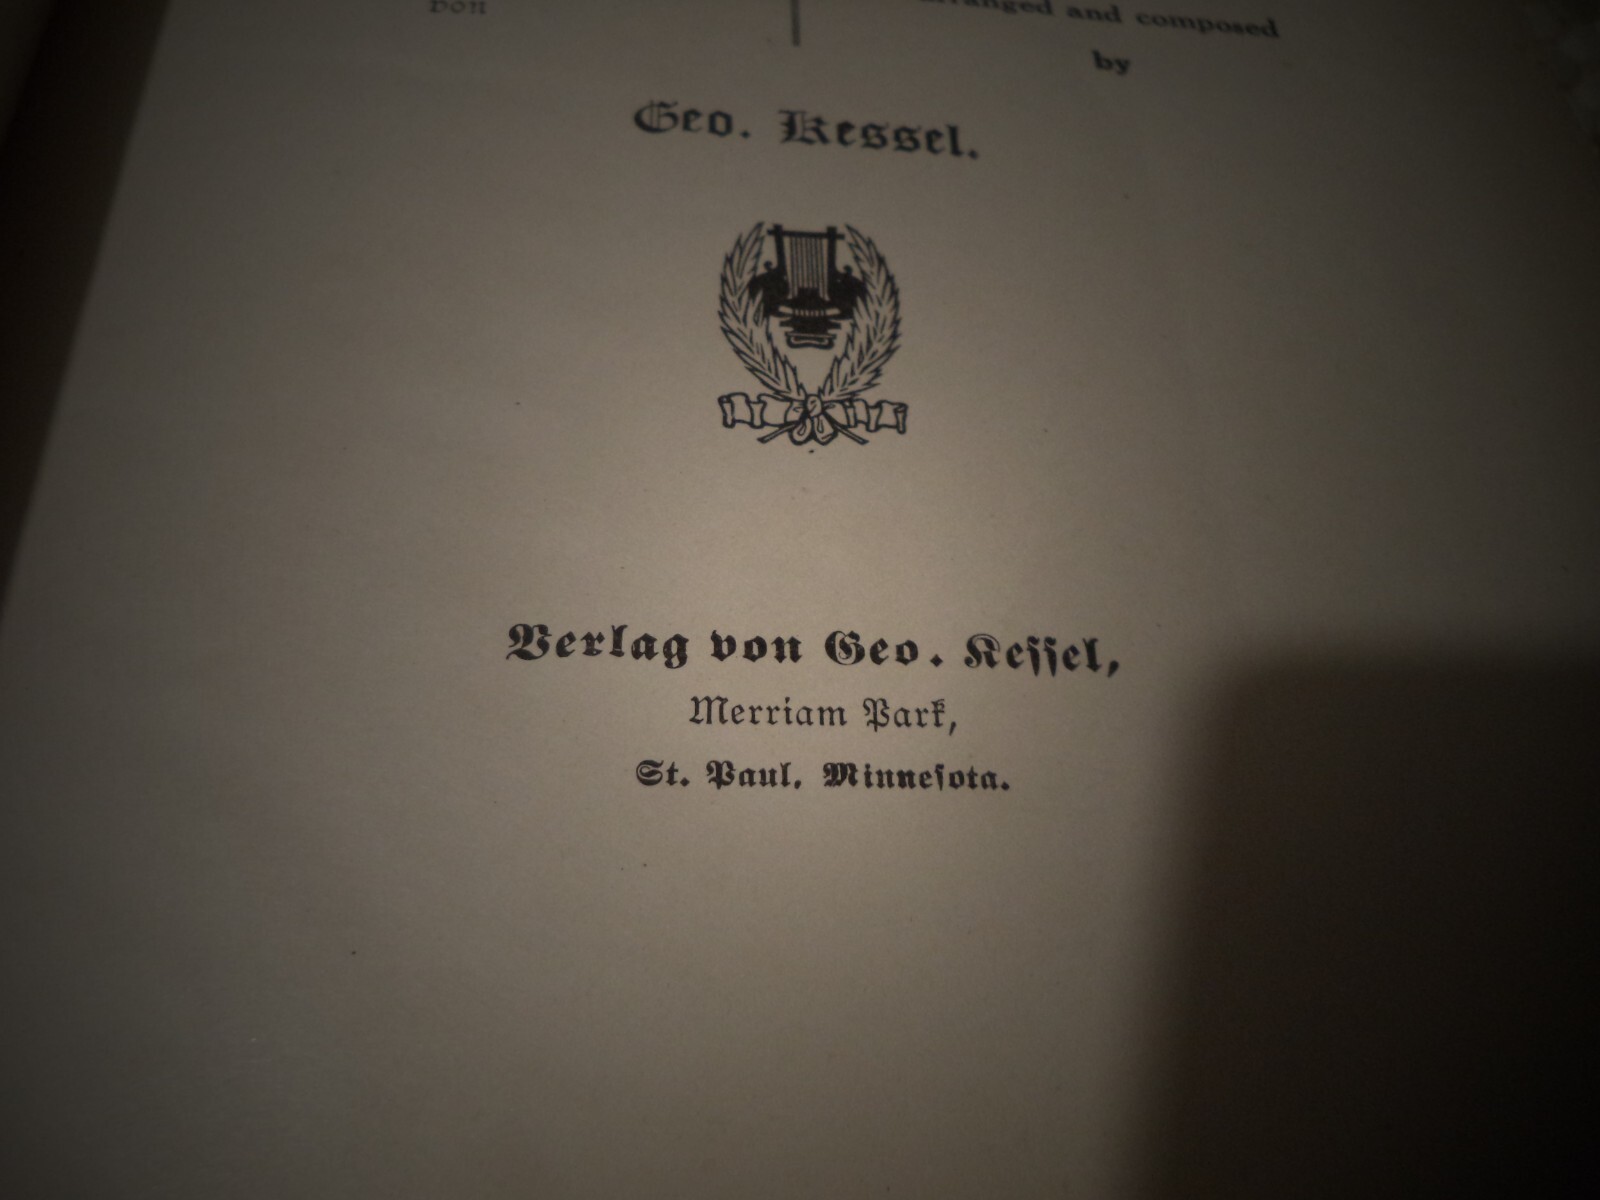 von
arranged and composed
by
Geo. Kessel.
Verlag von Geo. Keſſel,
Merriam Park,
St. Paul. Minneſota.